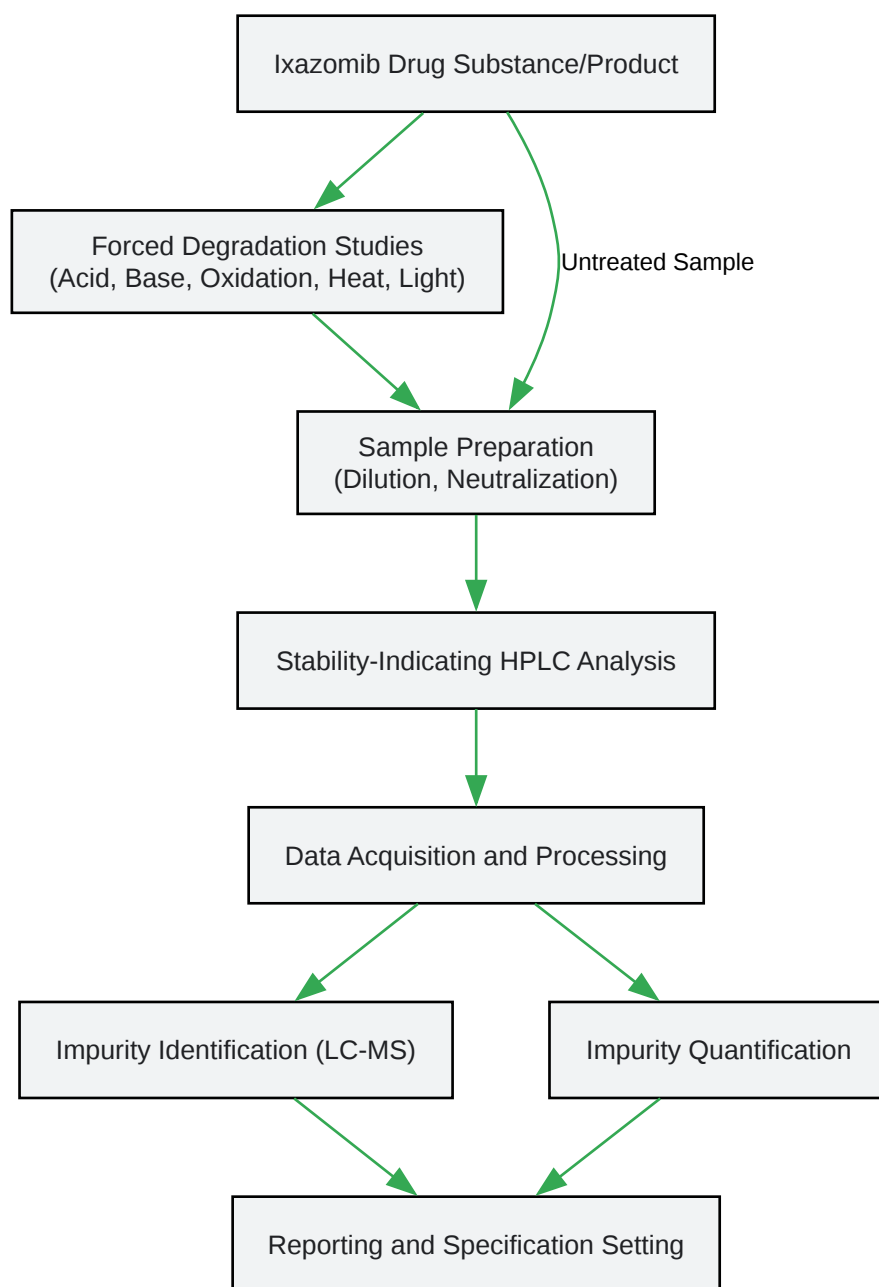 Ixazomib Drug Substance/Product
Forced Degradation Studies
(Acid, Base, Oxidation, Heat, Light)
Untreated Sample
Sample Preparation
(Dilution, Neutralization)
Stability-Indicating HPLC Analysis
Data Acquisition and Processing
Impurity Identification (LC-MS)
Impurity Quantification
Reporting and Specification Setting